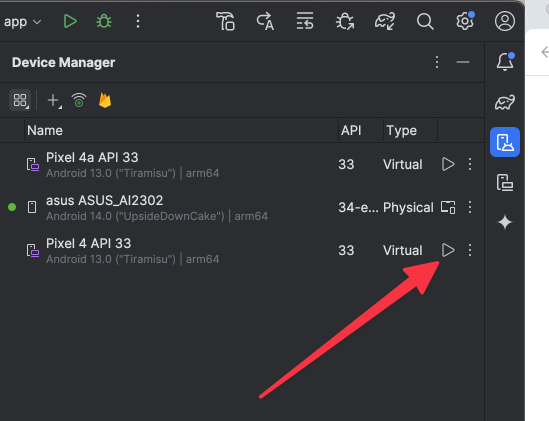 app
Device Manager
Name API Type
Pixel 4a API 33 33 Virtual
Android 13.0 ("Tiramisu") | arm64
asus ASUS_AI2302 34-e... Physical
Android 14.0 ("UpsideDownCake") | arm64
Pixel 4 API 33 33 Virtual
Android 13.0 ("Tiramisu") | arm64